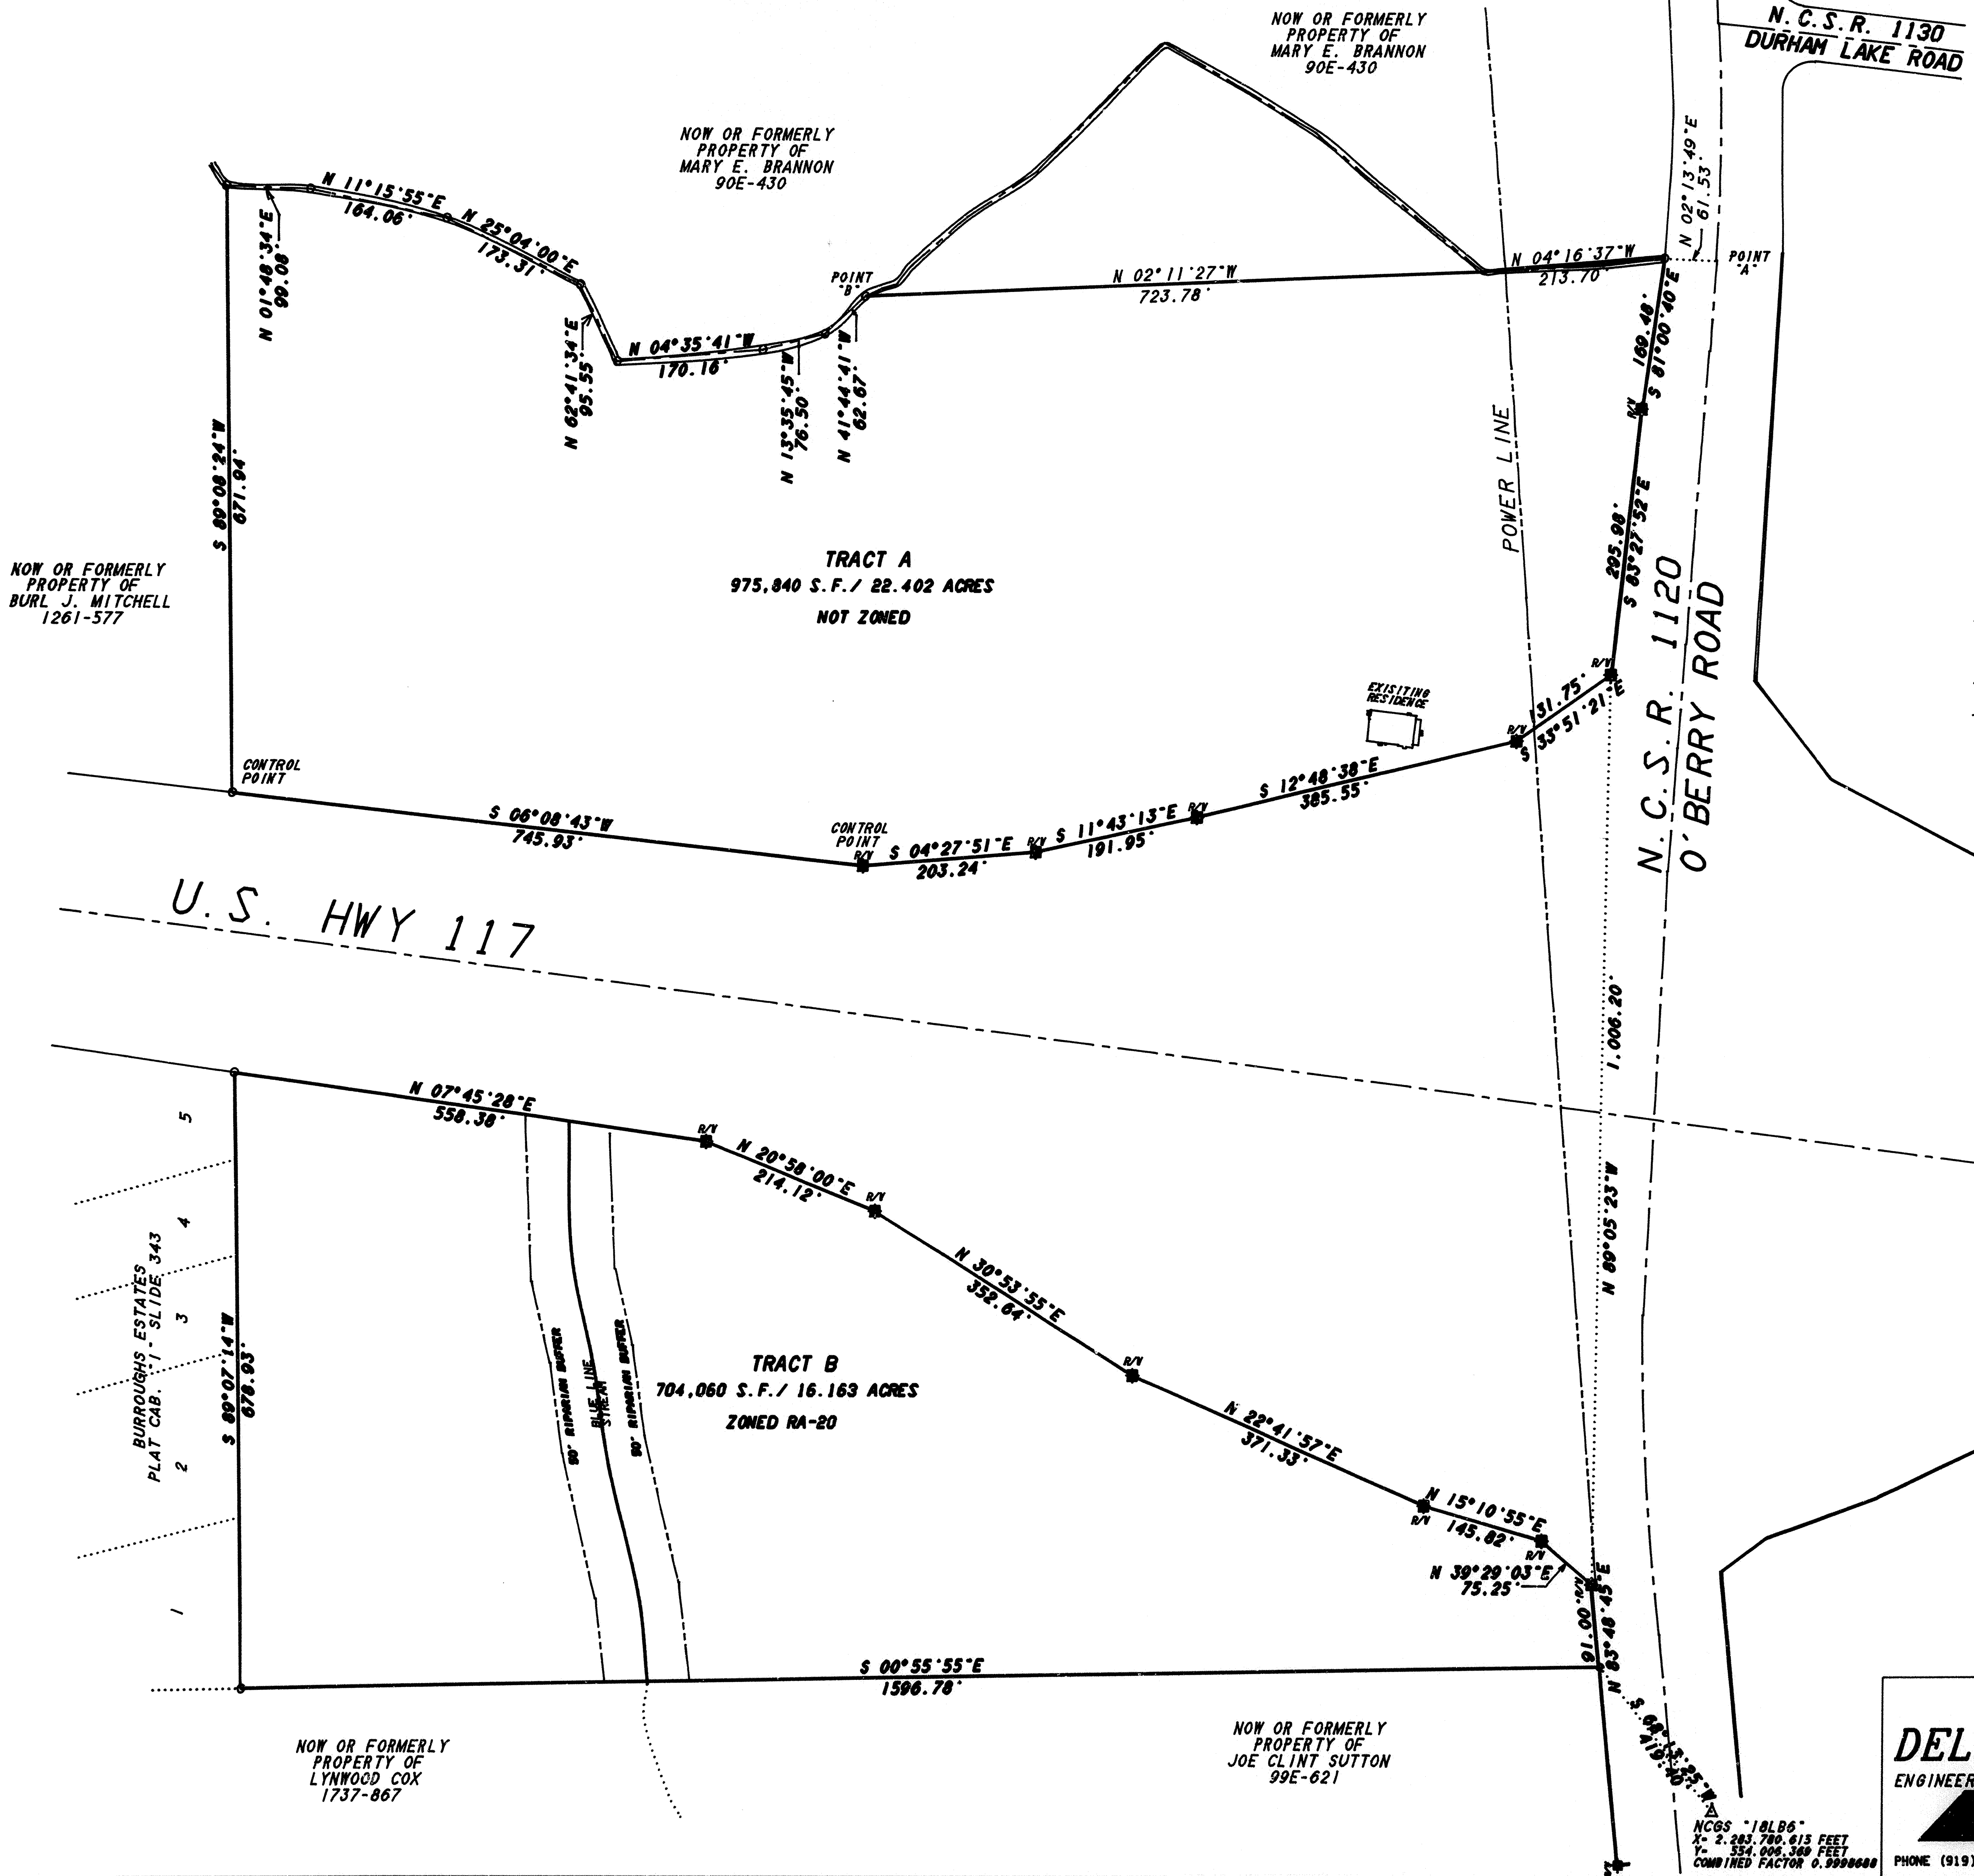 NOW OR FORMERLY
PROPERTY OF
MARY E. BRANNON
90E-430
N.C.S.R. 1130
DURHAM LAKE ROAD
NOW OR FORMERLY
PROPERTY OF
MARY E. BRANNON
90E-430
N 02°13'49"E
61.53'
POINT
"A"
N 11°15'55"E
164.06'
N 25°04'00"E
173.31'
N 01°48'34"E
99.08'
N 62°41'34"E
95.55'
N 04°35'41"W
170.16'
N 13°35'45"W
76.50'
N 41°44'41"W
62.67'
POINT
"B"
N 02°11'27"W
723.78'
N 04°16'37"W
213.70'
169.48'
S 81°00'40"E
R/W
295.98'
S 83°27'52"E
POWER LINE
S 89°08'24"W
671.94'
NOW OR FORMERLY
PROPERTY OF
BURL J. MITCHELL
1261-577
TRACT A
975,840 S.F./ 22.402 ACRES
NOT ZONED
N.C.S.R. 1120
O'BERRY ROAD
EXISITING
RESIDENCE
R/W
131.75'
S 33°51'21"E
R/W
CONTROL
POINT
S 06°08'43"W
745.93'
CONTROL
POINT
R/W
S 04°27'51"E
203.24'
R/W
S 11°43'13"E
191.95'
R/W
S 12°48'38"E
385.55'
U.S. HWY 117
1,006.20'
N 89°05'23"W
N 07°45'28"E
558.38'
R/W
N 20°58'00"E
214.12'
R/W
N 30°53'55"E
352.64'
R/W
N 22°41'57"E
371.33'
R/W
N 15°10'55"E
145.82'
R/W
N 39°29'03"E
75.25'
R/W
91.00'
N 83°48'45"E
5
4
3
2
1
BURROUGHS ESTATES
PLAT CAB. "-1 - SLIDE 343
S 89°07'14"W
678.93'
50' RIPARIAN BUFFER
BLUE LINE
STREAM
50' RIPARIAN BUFFER
TRACT B
704,060 S.F./ 16.163 ACRES
ZONED RA-20
S 00°55'55"E
1596.78'
NOW OR FORMERLY
PROPERTY OF
LYNWOOD COX
1737-867
NOW OR FORMERLY
PROPERTY OF
JOE CLINT SUTTON
99E-621
NCGS "18LB6"
X= 2,283,780.613 FEET
Y= 554,006.369 FEET
COMBINED FACTOR 0.9998688
DEL
ENGINEER
PHONE (919)